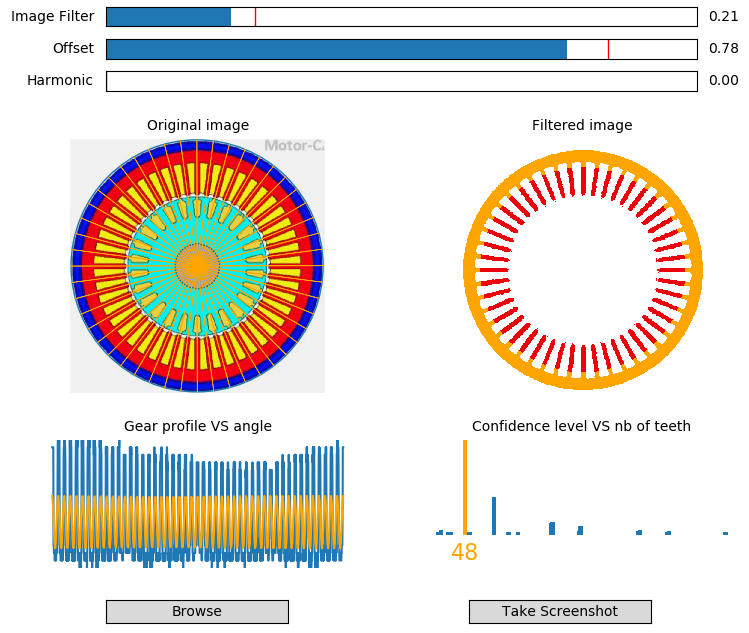 Image Filter 0.21
Offset 0.78
Harmonic 0.00
Original image Filtered image
Motor-CA
Gear profile VS angle Confidence level VS nb of teeth
48
Browse Take Screenshot